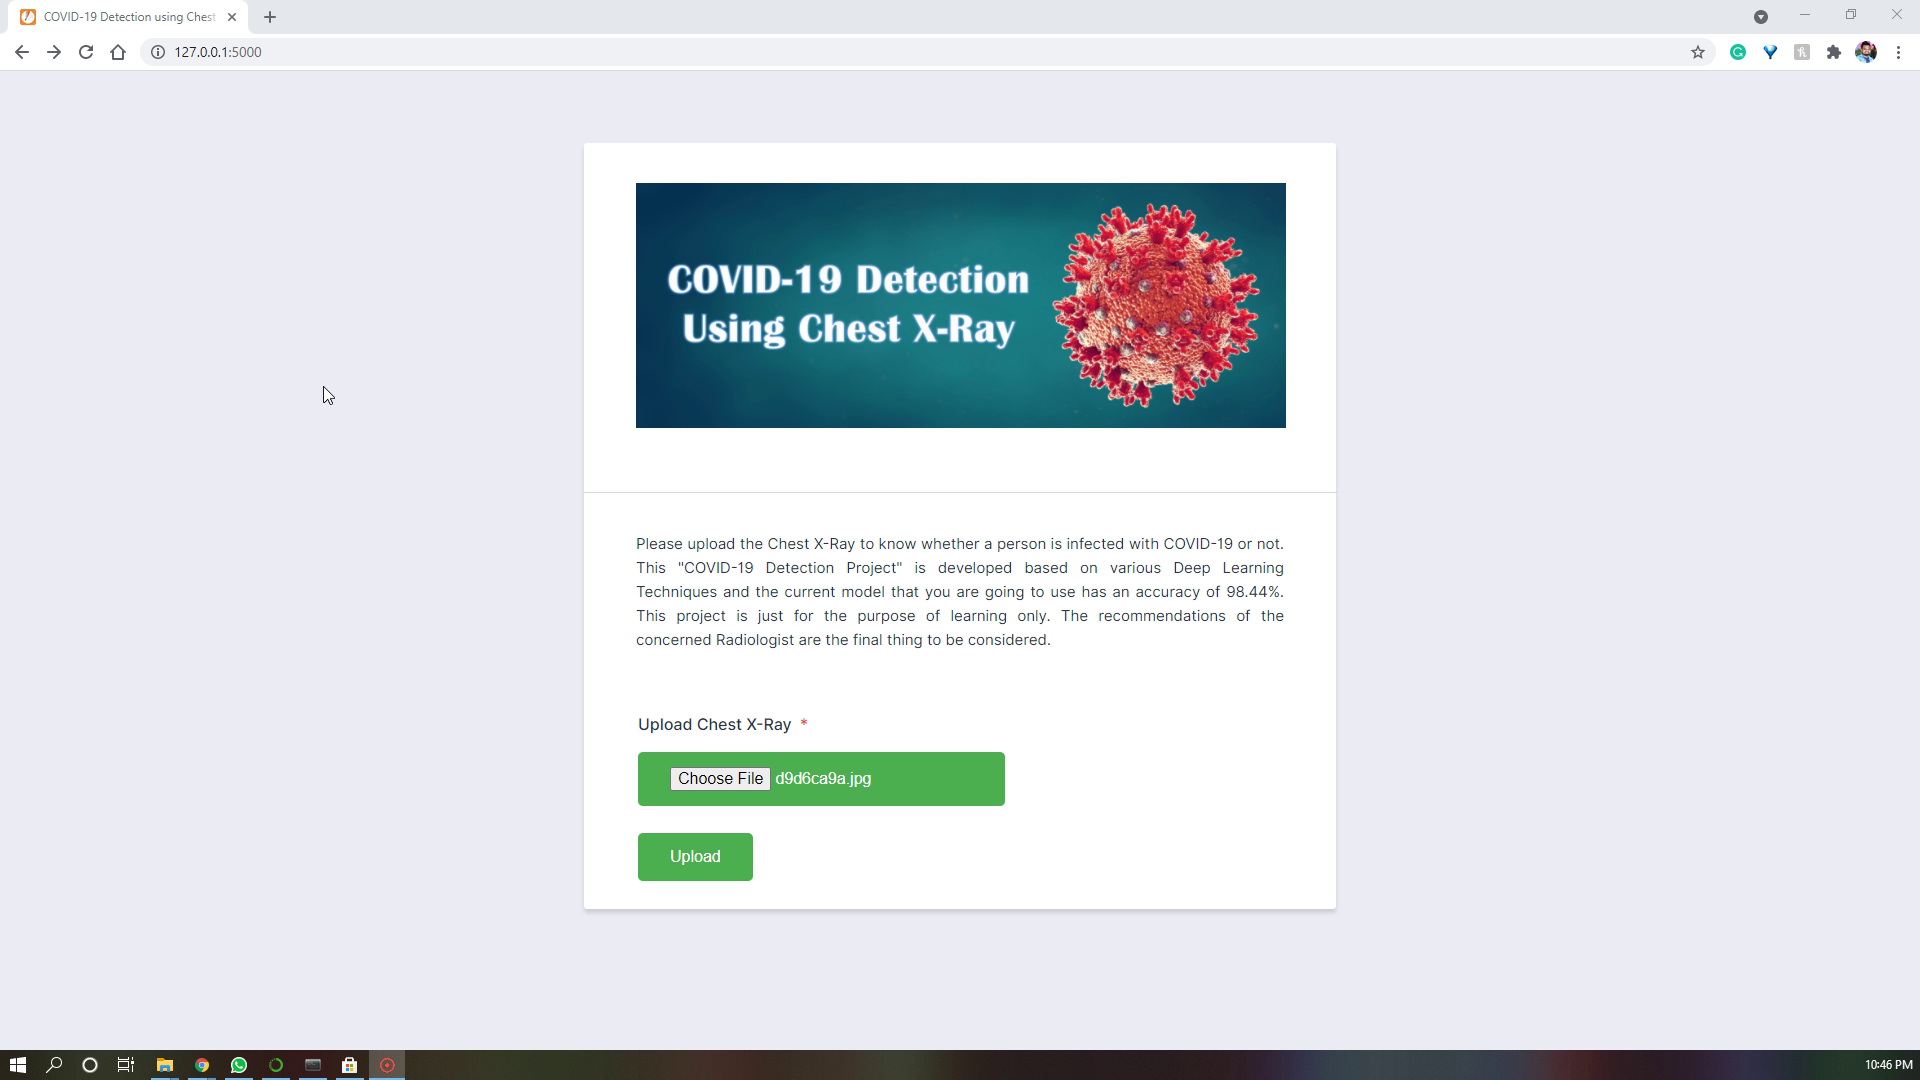 COVID-19 Detection using Chest
127.0.0.1:5000
COVID-19 Detection
Using Chest X-Ray
Please upload the Chest X-Ray to know whether a person is infected with COVID-19 or not.
This "COVID-19 Detection Project" is developed based on various Deep Learning
Techniques and the current model that you are going to use has an accuracy of 98.44%.
This project is just for the purpose of learning only. The recommendations of the
concerned Radiologist are the final thing to be considered.
Upload Chest X-Ray *
Choose File d9d6ca9a.jpg
Upload
10:46 PM